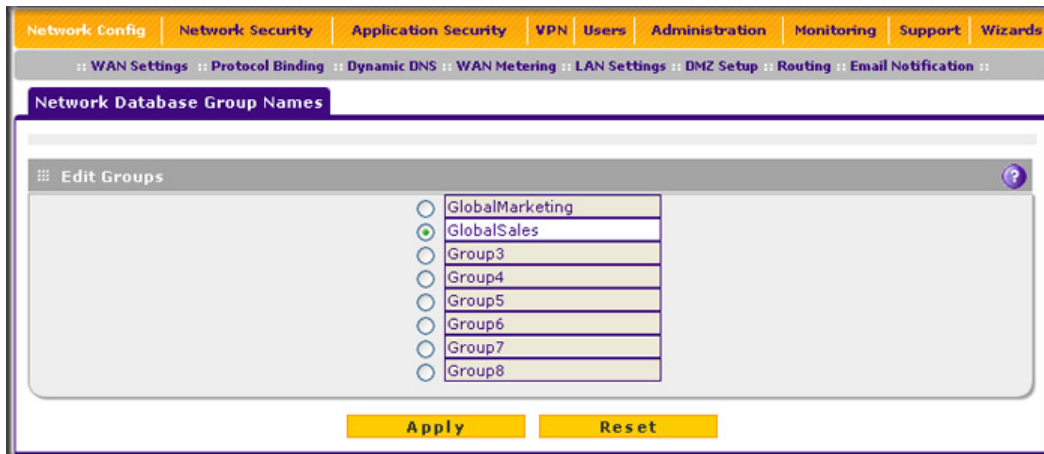 Network Config Network Security Application Security VPN Users Administration Monitoring Support Wizards
:: WAN Settings :: Protocol Binding :: Dynamic DNS :: WAN Metering :: LAN Settings :: DMZ Setup :: Routing :: Email Notification ::
Network Database Group Names
Edit Groups ?
GlobalMarketing
GlobalSales
Group3
Group4
Group5
Group6
Group7
Group8
Apply Reset